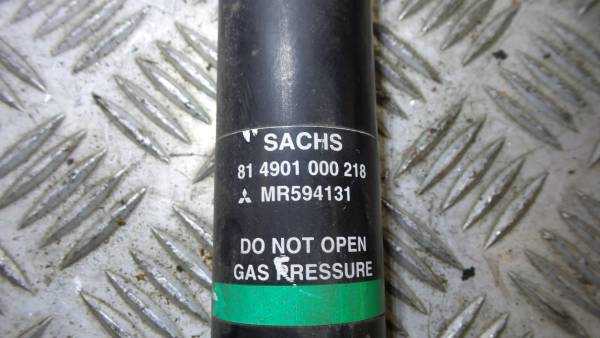 SACHS
81 4901 000 218
MR594131
DO NOT OPEN
GAS PRESSURE